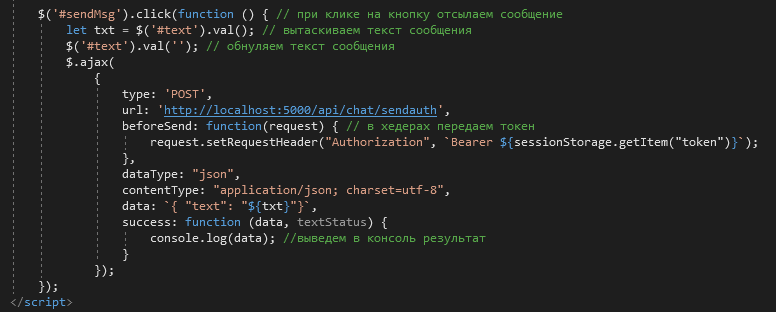 $('#sendMsg').click(function () { // при клике на кнопку отсылаем сообщение
let txt = $('#text').val(); // вытаскиваем текст сообщения
$('#text').val(''); // обнуляем текст сообщения
$.ajax(
{
type: 'POST',
url: 'http://localhost:5000/api/chat/sendauth',
beforeSend: function(request) { // в хедерах передаем токен
request.setRequestHeader("Authorization", `Bearer ${sessionStorage.getItem("token")}`);
},
dataType: "json",
contentType: "application/json; charset=utf-8",
data: `{ "text": "${txt}"}`,
success: function (data, textStatus) {
console.log(data); //выведем в консоль результат
}
});
});
</script>